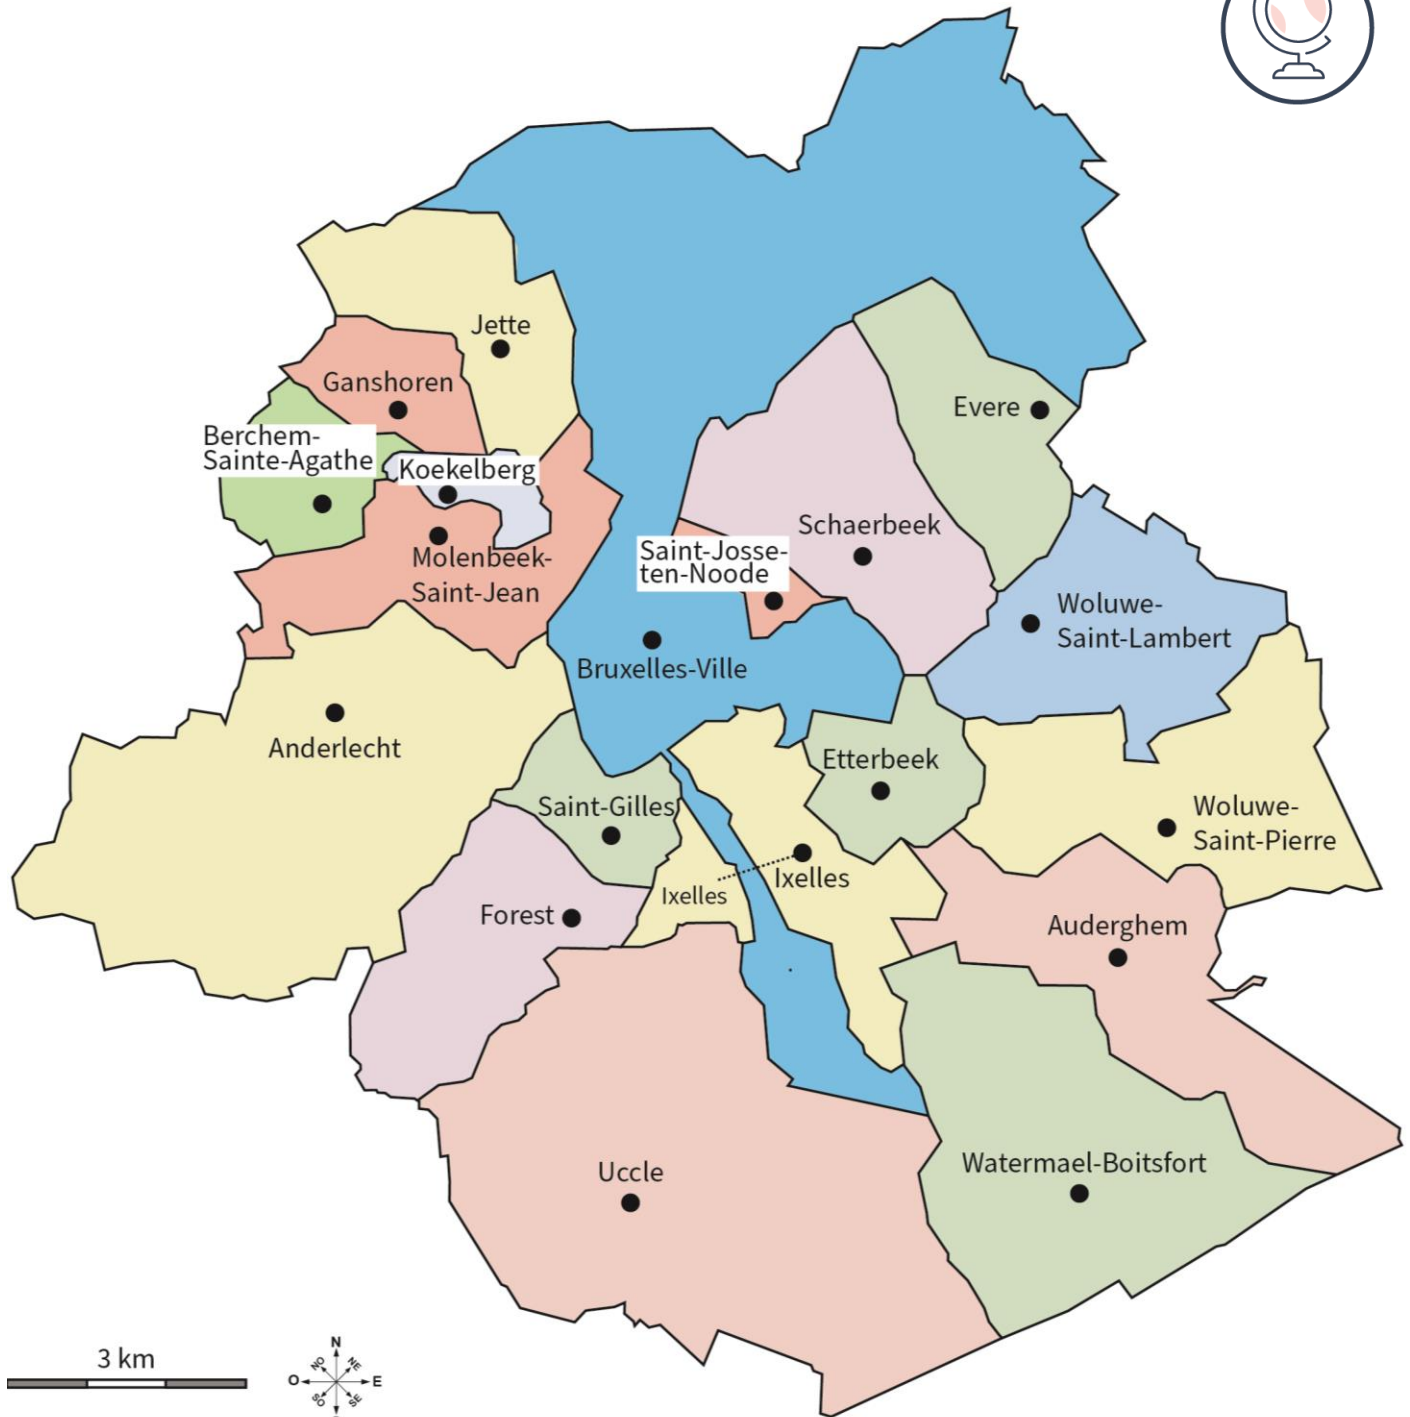 Jette
Ganshoren
Evere
Berchem-
Sainte-Agathe
Koekelberg
Schaerbeek
Molenbeek-
Saint-Jean
Saint-Josse-
ten-Noode
Woluwe-
Saint-Lambert
Bruxelles-Ville
Anderlecht
Etterbeek
Saint-Gilles
Woluwe-
Saint-Pierre
Ixelles
Ixelles
Forest
Auderghem
Watermael-Boitsfort
Uccle
3 km
N
NO
NE
O
E
SO
SE